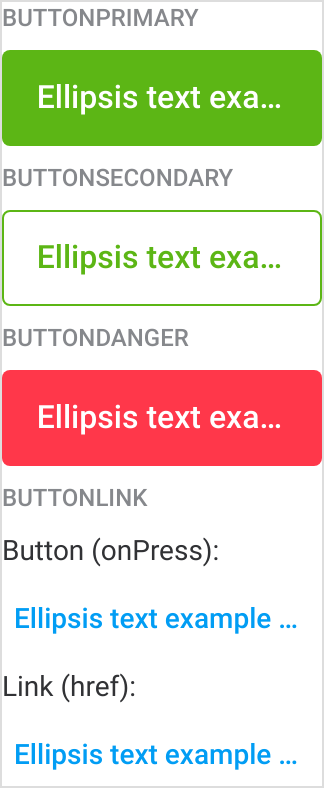 BUTTONPRIMARY
Ellipsis text exa...
BUTTONSECONDARY
Ellipsis text exa...
BUTTONDANGER
Ellipsis text exa...
BUTTONLINK
Button (onPress):
Ellipsis text example ...
Link (href):
Ellipsis text example ...